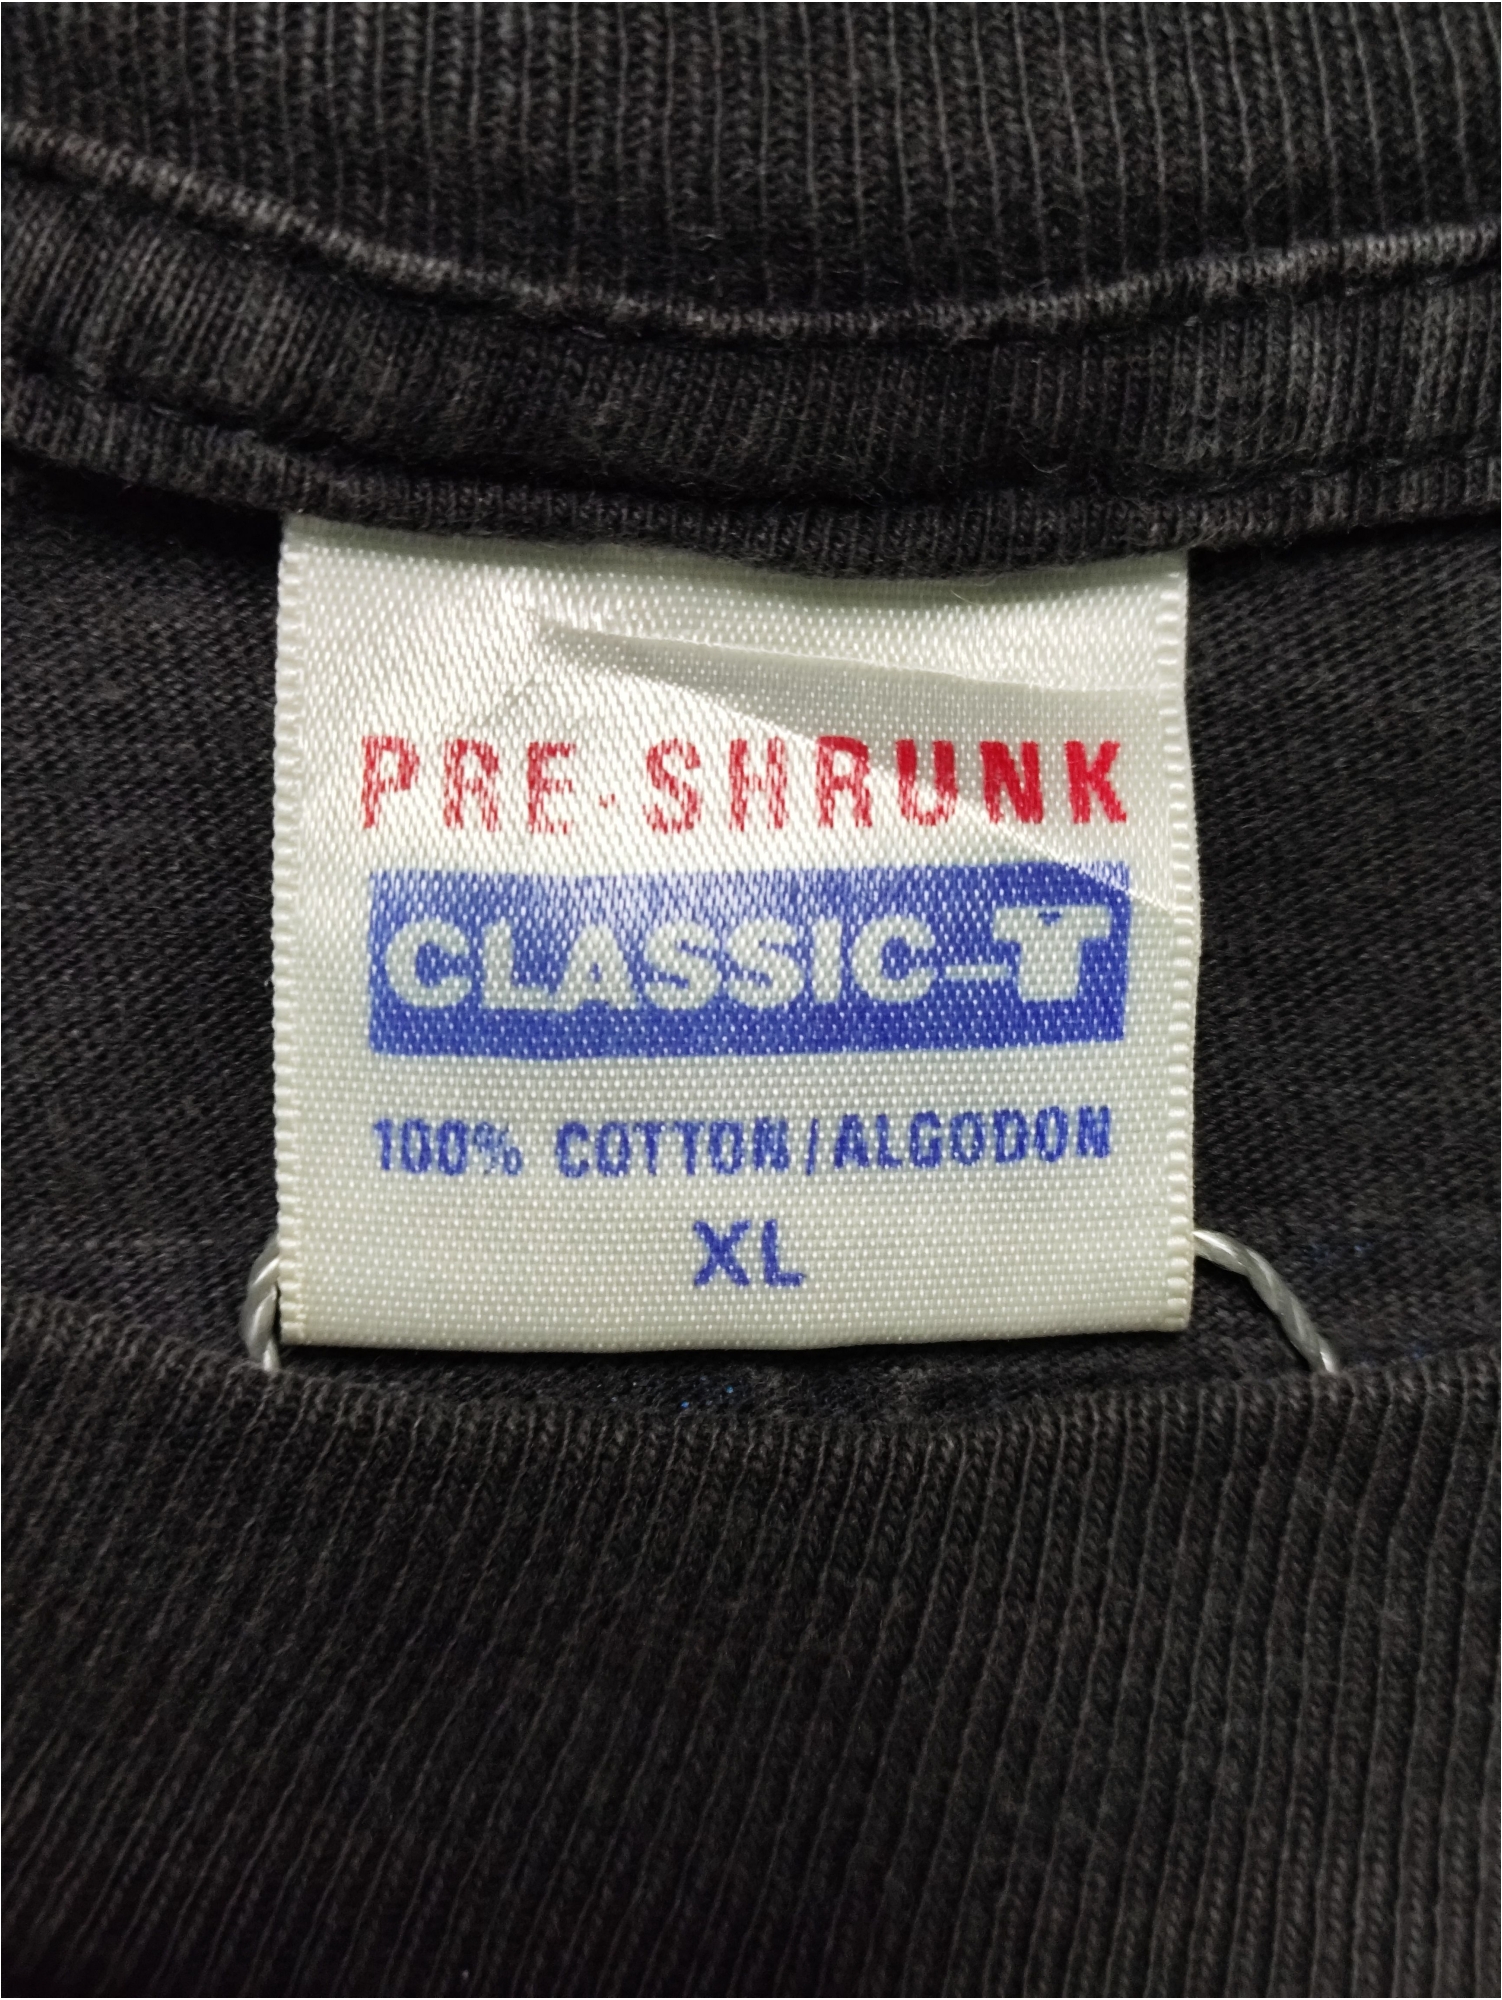 PRE-SHRUNK
CLASSIC-T
100% COTTON/ALGODON
XL